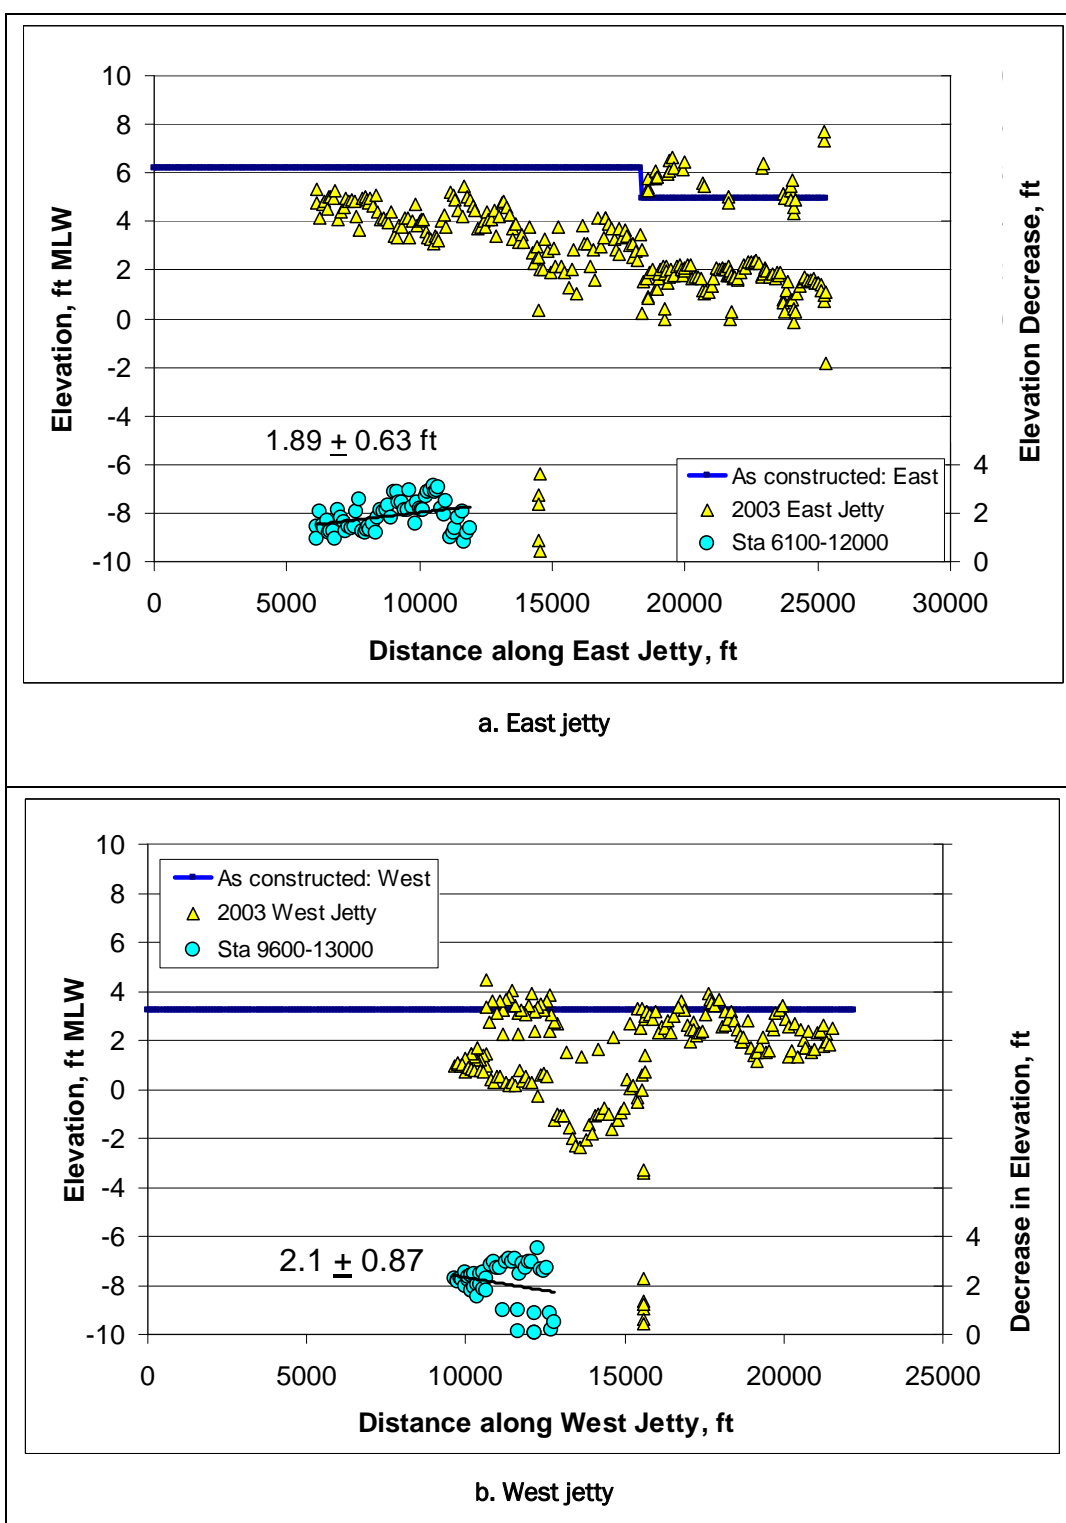 10
8
6
4
2
0
-2
-4
-6
-8
-10
Elevation, ft MLW
1.89 + 0.63 ft
As constructed: East
2003 East Jetty
Sta 6100-12000
4
2
0
Elevation Decrease, ft
0 5000 10000 15000 20000 25000 30000
Distance along East Jetty, ft
a. East jetty
10
8
6
4
2
0
-2
-4
-6
-8
-10
Elevation, ft MLW
As constructed: West
2003 West Jetty
Sta 9600-13000
2.1 + 0.87
4
2
0
Decrease in Elevation, ft
0 5000 10000 15000 20000 25000
Distance along West Jetty, ft
b. West jetty